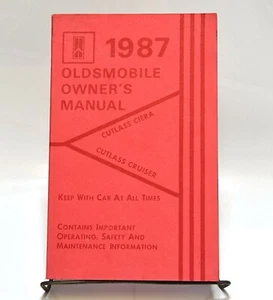 1987
OLDSMOBILE
OWNER'S
MANUAL
CUTLASS CIERA
CUTLASS CRUISER
KEEP WITH CAR AT ALL TIMES
CONTAINS IMPORTANT
OPERATING, SAFETY AND
MAINTENANCE INFORMATION